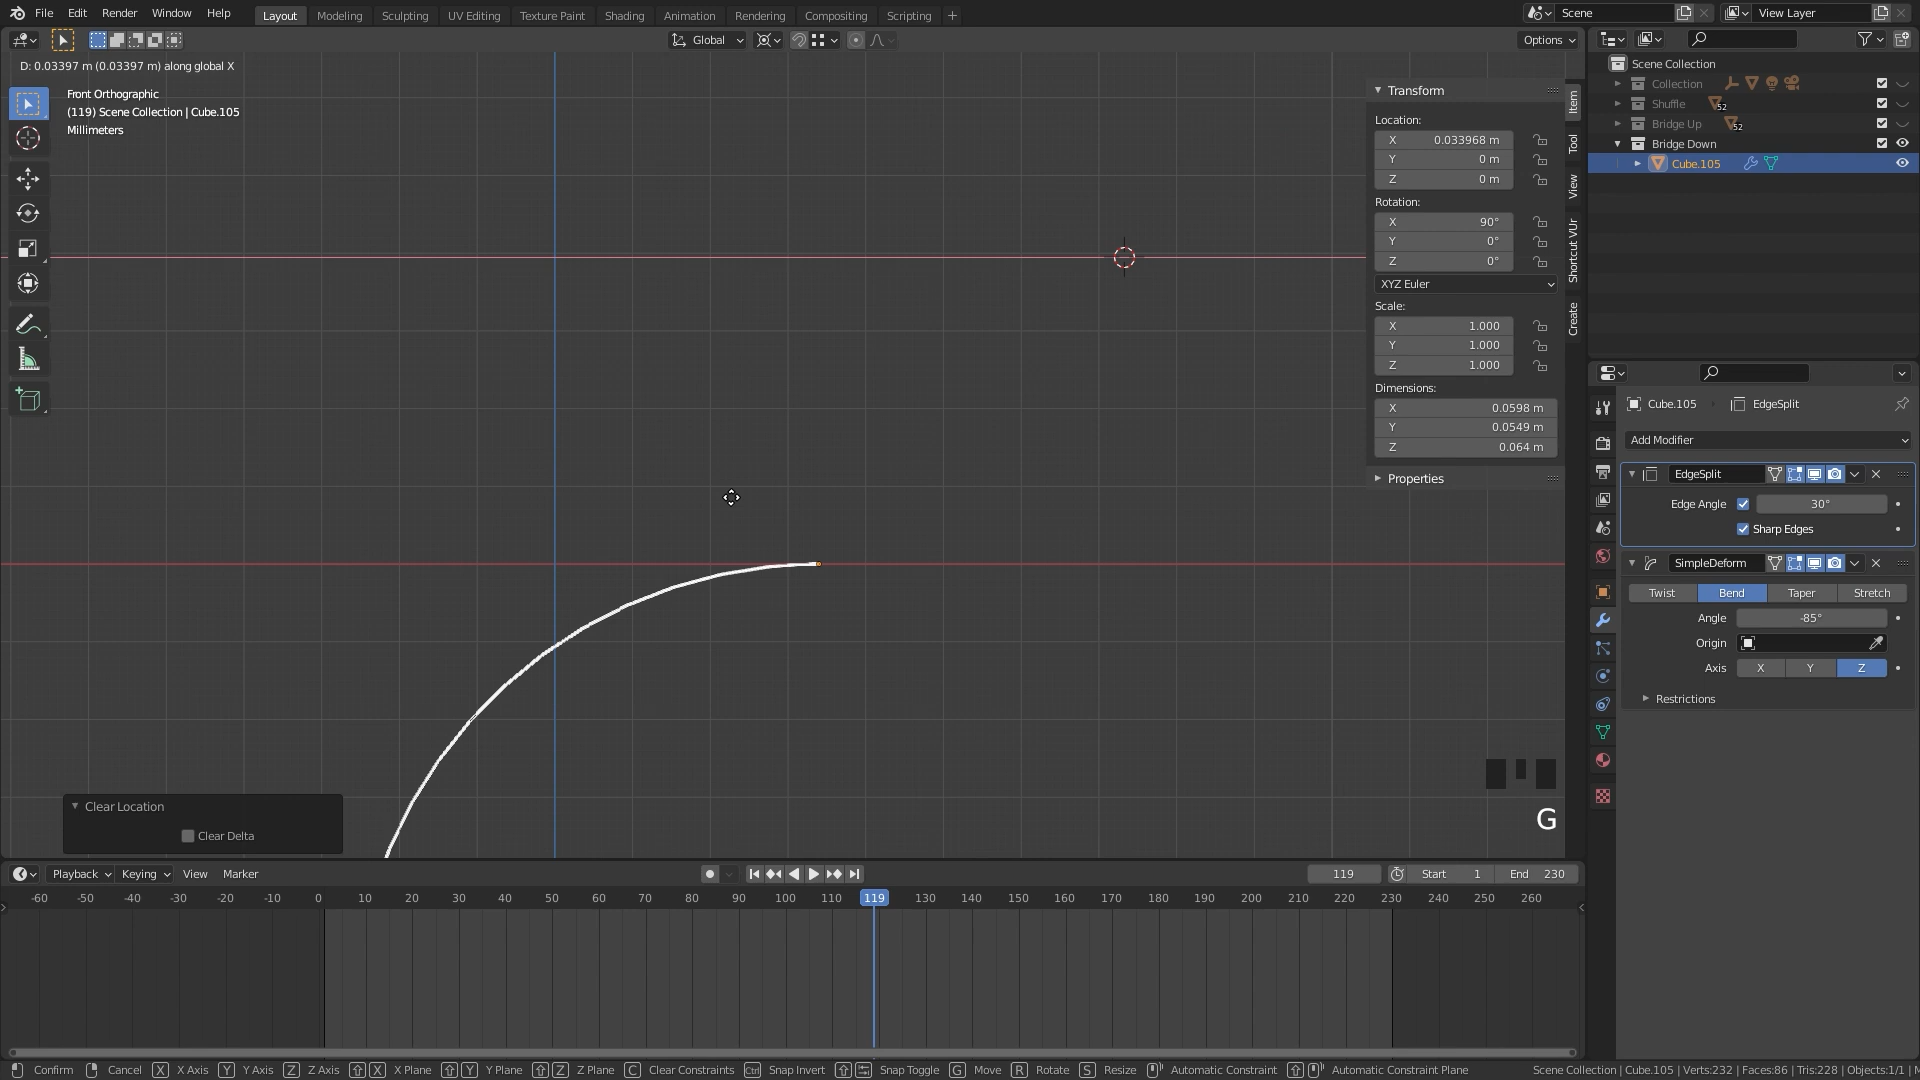 File Edit Render Window Help Layout Modeling Sculpting UV Editing Texture Paint Shading Animation Rendering Compositing Scripting + Scene View Layer
Global Options
D: 0.03397 m (0.03397 m) along global X
Front Orthographic
(119) Scene Collection | Cube.105
Millimeters
Transform
Location:
X 0.033968 m
Y 0 m
Z 0 m
Rotation:
X 90°
Y 0°
Z 0°
XYZ Euler
Scale:
X 1.000
Y 1.000
Z 1.000
Dimensions:
X 0.0598 m
Y 0.0549 m
Z 0.064 m
Properties
Item
Tool
View
Shortcut VUr
Create
Scene Collection
Collection
Shuffle 52
Bridge Up 52
Bridge Down
Cube.105
Cube.105 EdgeSplit
Add Modifier
EdgeSplit
Edge Angle 30°
Sharp Edges
SimpleDeform
Twist Bend Taper Stretch
Angle -85°
Origin
Axis X Y Z
Restrictions
G
Clear Location
Clear Delta
Playback Keying View Marker 119 Start 1 End 230
-60 -50 -40 -30 -20 -10 0 10 20 30 40 50 60 70 80 90 100 110 119 130 140 150 160 170 180 190 200 210 220 230 240 250 260
Confirm Cancel X X Axis Y Y Axis Z Z Axis X X Plane Y Y Plane Z Z Plane C Clear Constraints Ctrl Snap Invert Snap Toggle G Move R Rotate S Resize Automatic Constraint Automatic Constraint Plane Scene Collection | Cube.105 | Verts:232 | Faces:86 | Tris:228 | Objects:1/1 |